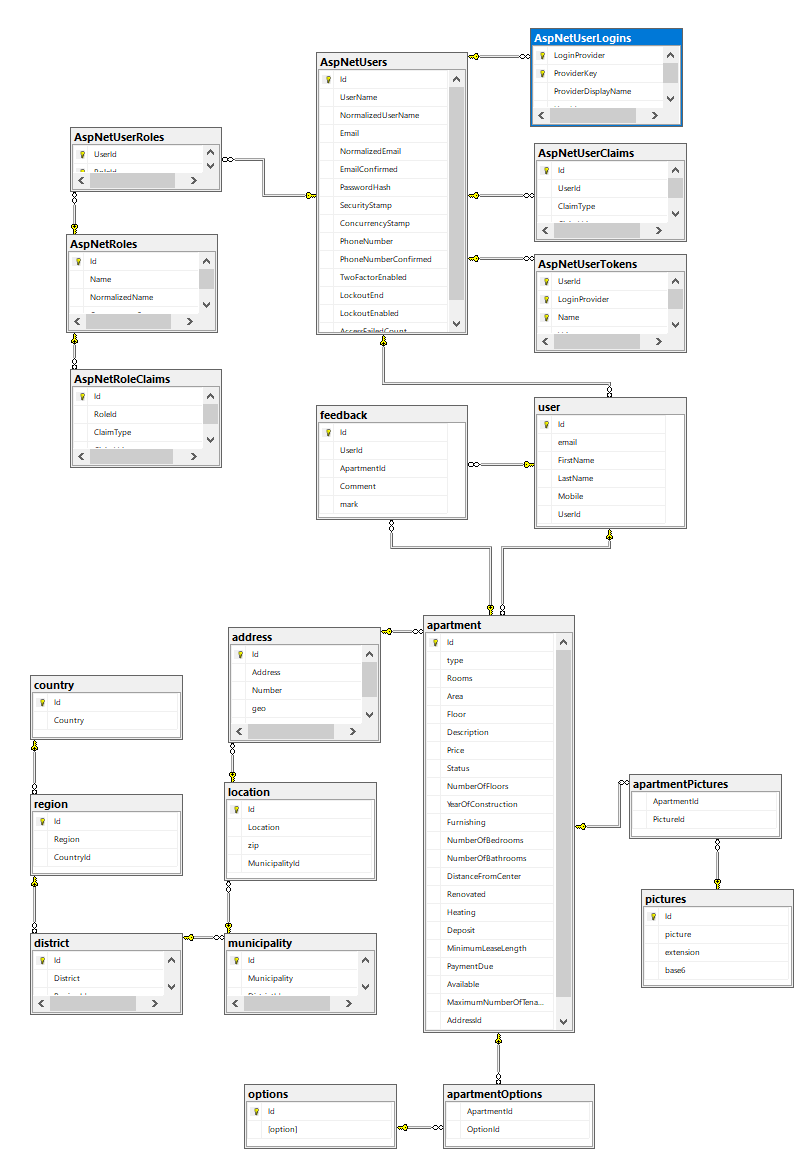 AspNetUserLogins
LoginProvider
ProviderKey
ProviderDisplayName
AspNetUsers
Id
UserName
NormalizedUserName
Email
NormalizedEmail
EmailConfirmed
PasswordHash
SecurityStamp
ConcurrencyStamp
PhoneNumber
PhoneNumberConfirmed
TwoFactorEnabled
LockoutEnd
LockoutEnabled
AccessFailedCount
AspNetUserRoles
UserId
RoleId
AspNetUserClaims
Id
UserId
ClaimType
AspNetRoles
Id
Name
NormalizedName
AspNetUserTokens
UserId
LoginProvider
Name
AspNetRoleClaims
Id
RoleId
ClaimType
feedback
Id
UserId
ApartmentId
Comment
mark
user
Id
email
FirstName
LastName
Mobile
UserId
apartment
Id
type
Rooms
Area
Floor
Description
Price
Status
NumberOfFloors
YearOfConstruction
Furnishing
NumberOfBedrooms
NumberOfBathrooms
DistanceFromCenter
Renovated
Heating
Deposit
MinimumLeaseLength
PaymentDue
Available
MaximumNumberOfTena...
AddressId
address
Id
Address
Number
geo
country
Id
Country
location
Id
Location
zip
MunicipalityId
region
Id
Region
CountryId
apartmentPictures
ApartmentId
PictureId
pictures
Id
picture
extension
base6
district
Id
District
municipality
Id
Municipality
options
Id
[option]
apartmentOptions
ApartmentId
OptionId